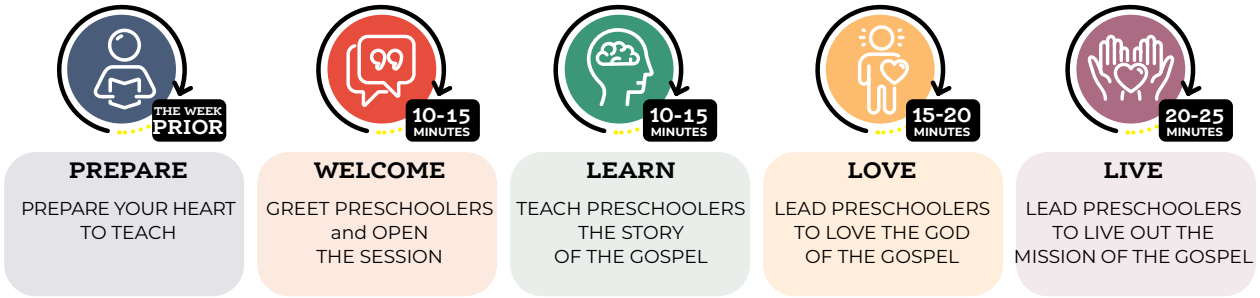 THE WEEK
PRIOR
10-15
MINUTES
10-15
MINUTES
15-20
MINUTES
20-25
MINUTES
PREPARE
PREPARE YOUR HEART
TO TEACH
WELCOME
GREET PRESCHOOLERS
and OPEN
THE SESSION
LEARN
TEACH PRESCHOOLERS
THE STORY
OF THE GOSPEL
LOVE
LEAD PRESCHOOLERS
TO LOVE THE GOD
OF THE GOSPEL
LIVE
LEAD PRESCHOOLERS
TO LIVE OUT THE
MISSION OF THE GOSPEL